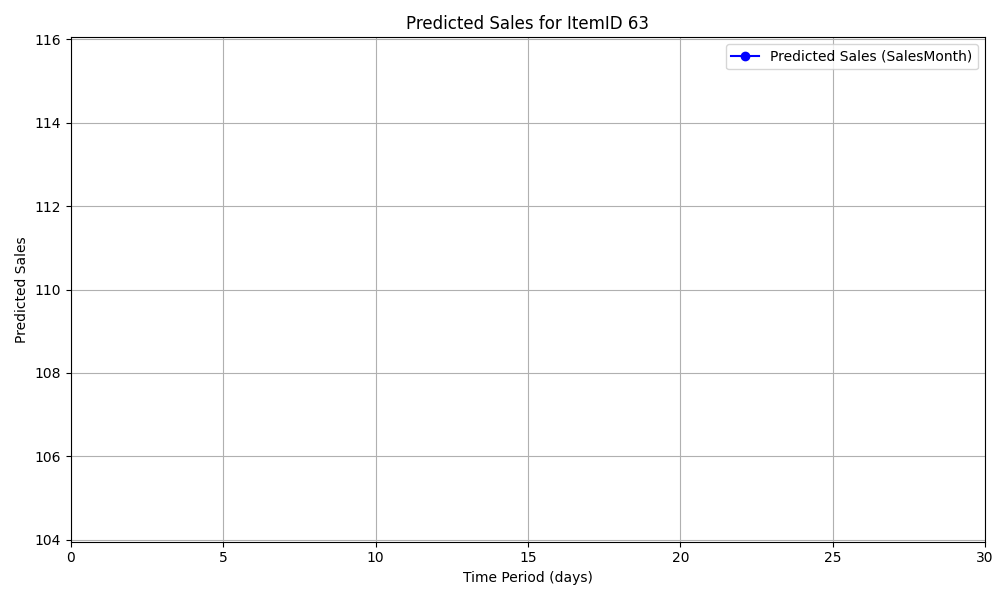 Predicted Sales for ItemID 63
Predicted Sales (SalesMonth)
Predicted Sales
116
114
112
110
108
106
104
0 5 10 15 20 25 30
Time Period (days)